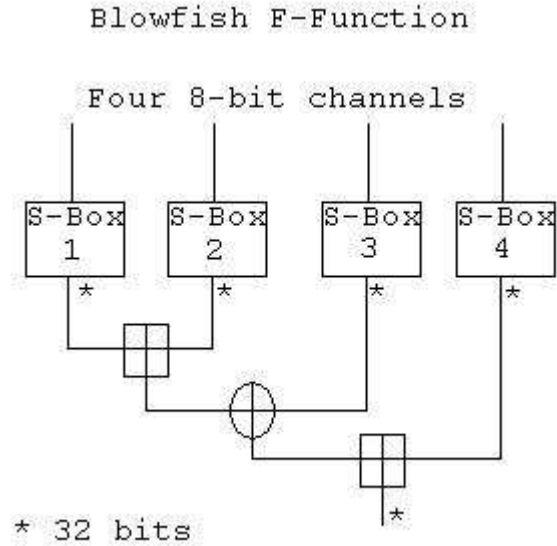 Blowfish F-Function
Four 8-bit channels
S-Box S-Box S-Box S-Box
1 2 3 4
* * * *
*
* 32 bits